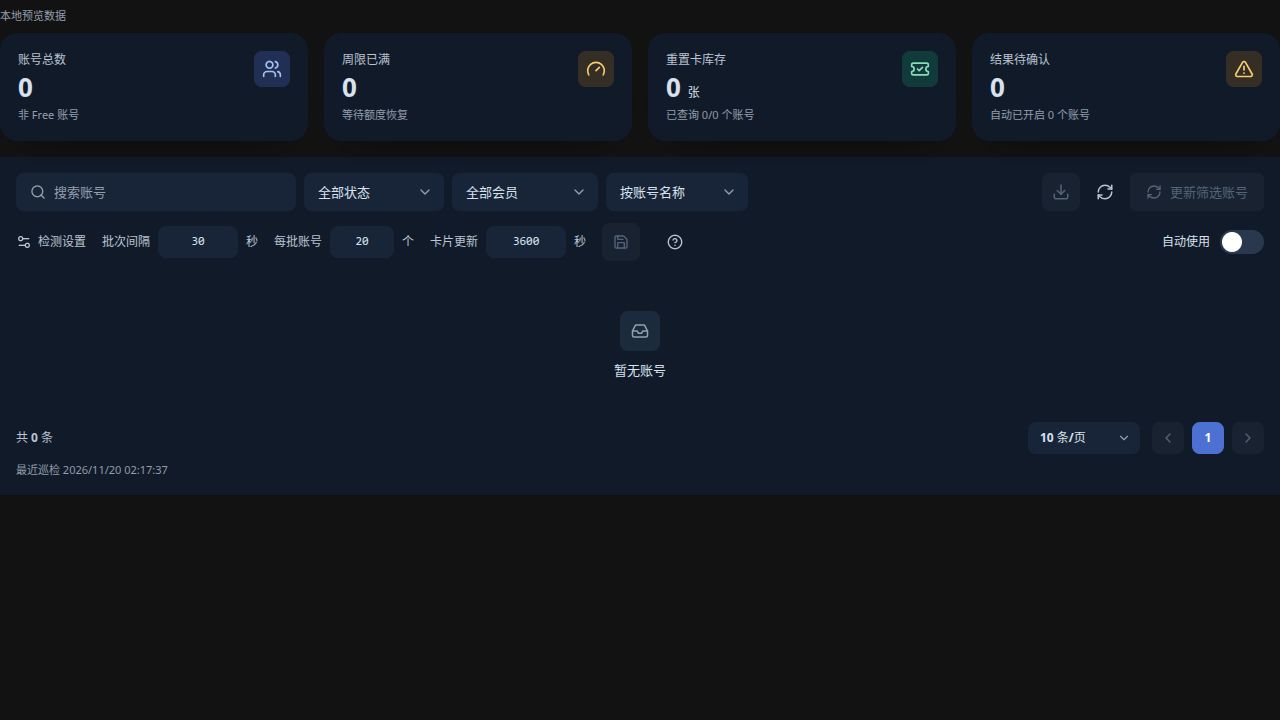 本地预览数据
账号总数
0
非 Free 账号
周限已满
0
等待额度恢复
重置卡库存
0 张
已查询 0/0 个账号
结果待确认
0
自动已开启 0 个账号
搜索账号 全部状态 全部会员 按账号名称 更新筛选账号
检测设置 批次间隔 30 秒 每批账号 20 个 卡片更新 3600 秒 自动使用
暂无账号
共 0 条 10 条/页 1
最近巡检 2026/11/20 02:17:37